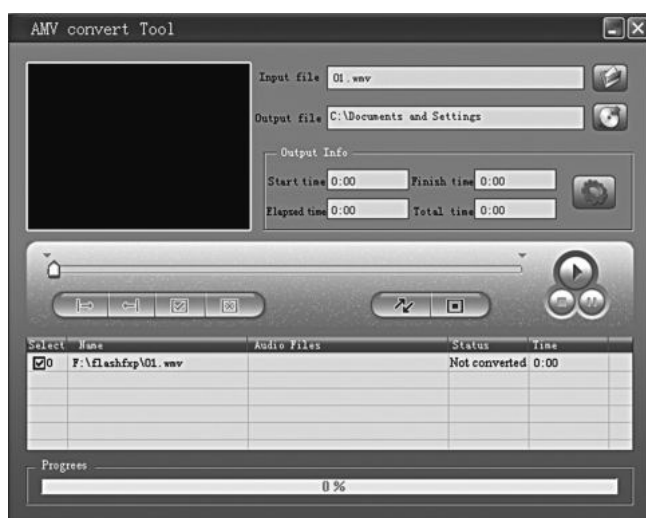 AMV convert Tool
Input file 01.wmv
Output file C:\Documents and Settings
Output Info
Start time 0:00 Finish time 0:00
Elapsed time 0:00 Total time 0:00
Select Name Audio Files Status Time
0 F:\flashfxp\01.wmv Not converted 0:00
Progrees
0 %